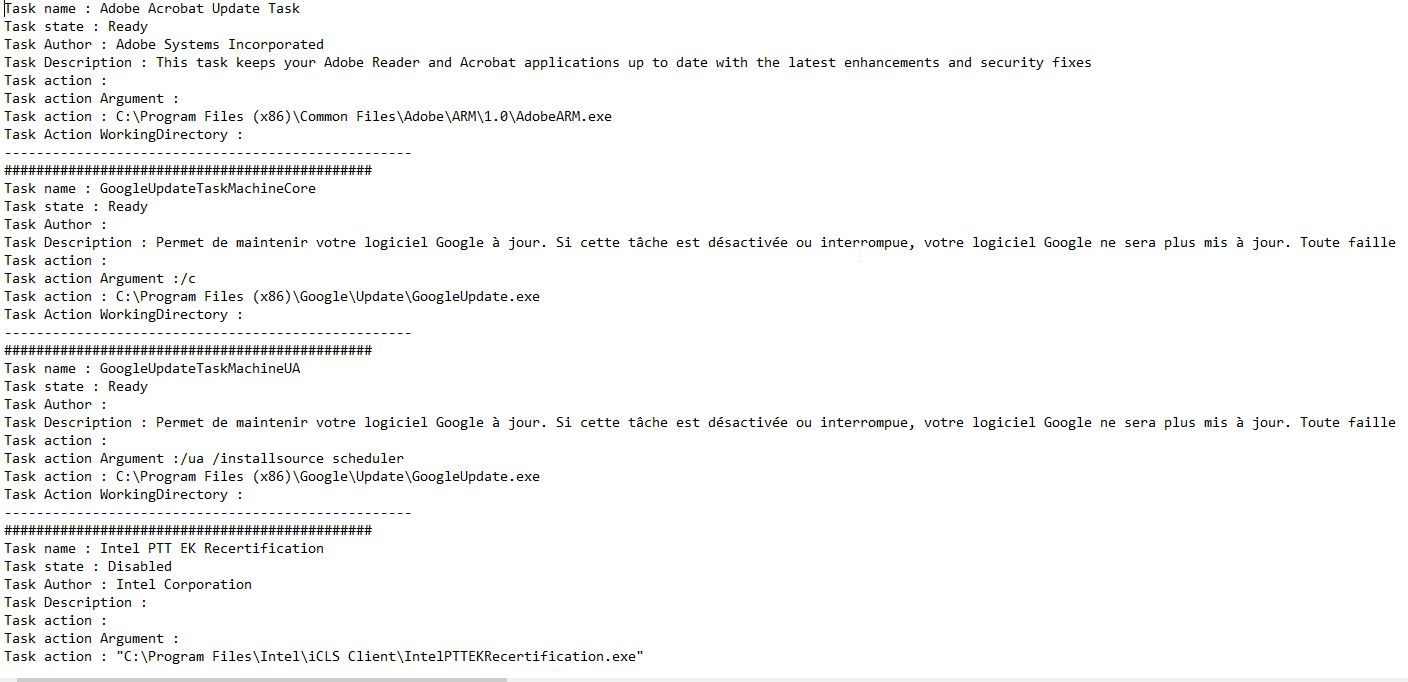 Task name : Adobe Acrobat Update Task
Task state : Ready
Task Author : Adobe Systems Incorporated
Task Description : This task keeps your Adobe Reader and Acrobat applications up to date with the latest enhancements and security fixes
Task action :
Task action Argument :
Task action : C:\Program Files (x86)\Common Files\Adobe\ARM\1.0\AdobeARM.exe
Task Action WorkingDirectory :
---------------------------------------------------
##############################################
Task name : GoogleUpdateTaskMachineCore
Task state : Ready
Task Author :
Task Description : Permet de maintenir votre logiciel Google à jour. Si cette tâche est désactivée ou interrompue, votre logiciel Google ne sera plus mis à jour. Toute faille
Task action :
Task action Argument :/c
Task action : C:\Program Files (x86)\Google\Update\GoogleUpdate.exe
Task Action WorkingDirectory :
---------------------------------------------------
##############################################
Task name : GoogleUpdateTaskMachineUA
Task state : Ready
Task Author :
Task Description : Permet de maintenir votre logiciel Google à jour. Si cette tâche est désactivée ou interrompue, votre logiciel Google ne sera plus mis à jour. Toute faille
Task action :
Task action Argument :/ua /installsource scheduler
Task action : C:\Program Files (x86)\Google\Update\GoogleUpdate.exe
Task Action WorkingDirectory :
---------------------------------------------------
##############################################
Task name : Intel PTT EK Recertification
Task state : Disabled
Task Author : Intel Corporation
Task Description :
Task action :
Task action Argument :
Task action : "C:\Program Files\Intel\iCLS Client\IntelPTTEKRecertification.exe"